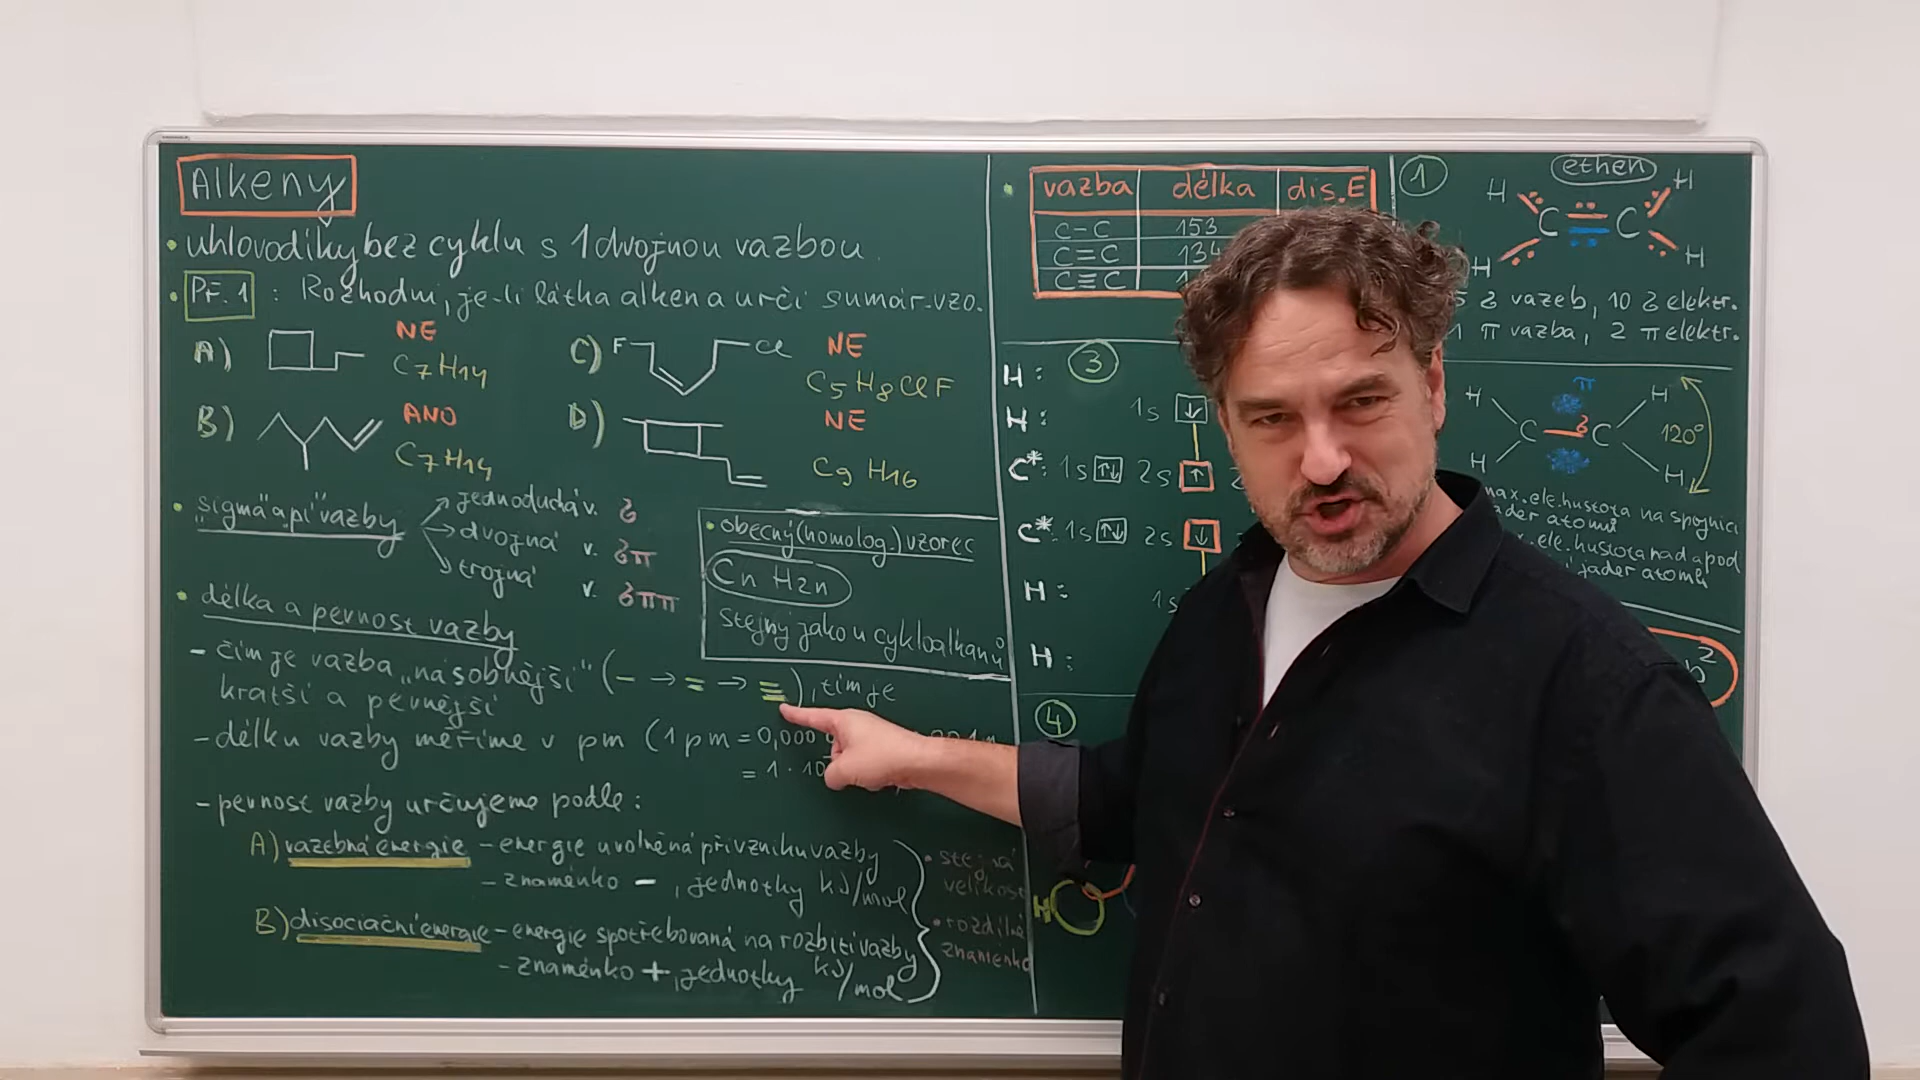 Alkeny
• uhlovodíky bez cyklu s 1 dvojnou vazbou
• Př. 1 : Rozhodni, je-li látka alken a urči sumár. vzo.
A) NE
C7H14
B) ANO
C7H14
C) F Cl NE
C5H8ClF
D) NE
C9H16
• "sigma" a "pí" vazby
jednoduchá v. δ
dvojná v. δπ
trojná v. δππ
• obecný (homolog.) vzorec
CnH2n
stejný jako u cykloalkanů
• délka a pevnost vazby
- čím je vazba "násobnější" (- → = → ≡), tím je
kratší a pevnější
- délku vazby měříme v pm (1 pm = 0,000
= 1 · 10
- pevnost vazby určujeme podle:
A) vazebná energie - energie uvolněná při vzniku vazby
- znaménko -, jednotky kJ/mol
B) disociační energie - energie spotřebovaná na rozbití vazby
- znaménko +, jednotky kJ/mol
• stejná
velikost
• rozdílné
znaménko
• vazba délka dis.E
C-C 153
C=C 134
C≡C
1 ethen
H H
C = C
H H
5 δ vazeb, 10 δ elektr.
1 π vazba, 2 π elektr.
π
H H
C δ C 120°
H H
max. ele. hustota na spojnici
jader atomů
ele. hustota nad a pod
jader atomů
3
H:
H: 1s ↓
C*: 1s ↑↓ 2s ↑
C*: 1s ↑↓ 2s ↓
H: 1s
H:
4
H